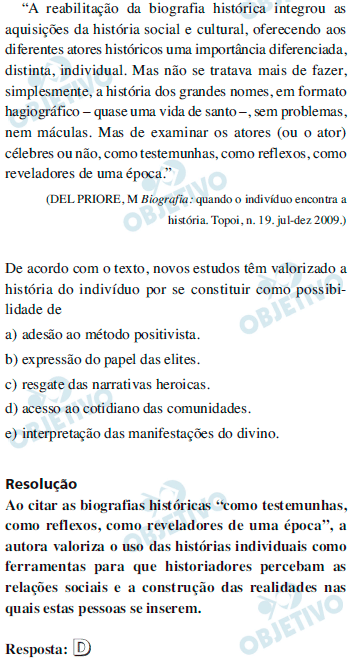 “A reabilitação da biografia histórica integrou as
aquisições da história social e cultural, oferecendo aos
diferentes atores históricos uma importância diferenciada,
distinta, individual. Mas não se tratava mais de fazer,
simplesmente, a história dos grandes nomes, em formato
hagiográfico – quase uma vida de santo –, sem problemas,
nem máculas. Mas de examinar os atores (ou o ator)
célebres ou não, como testemunhas, como reflexos, como
reveladores de uma época.”
(DEL PRIORE, M Biografia: quando o indivíduo encontra a
história. Topoi, n. 19. jul-dez 2009.)
De acordo com o texto, novos estudos têm valorizado a
história do indivíduo por se constituir como possibi-
lidade de
a) adesão ao método positivista.
b) expressão do papel das elites.
c) resgate das narrativas heroicas.
d) acesso ao cotidiano das comunidades.
e) interpretação das manifestações do divino.
Resolução
Ao citar as biografias históricas “como testemunhas,
como reflexos, como reveladores de uma época”, a
autora valoriza o uso das histórias individuais como
ferramentas para que historiadores percebam as
relações sociais e a construção das realidades nas
quais estas pessoas se inserem.
Resposta: D
OBJETIVO
OBJETIVO
OBJETIVO
OBJETIVO
OBJETIVO
OBJETIVO
OBJETIVO